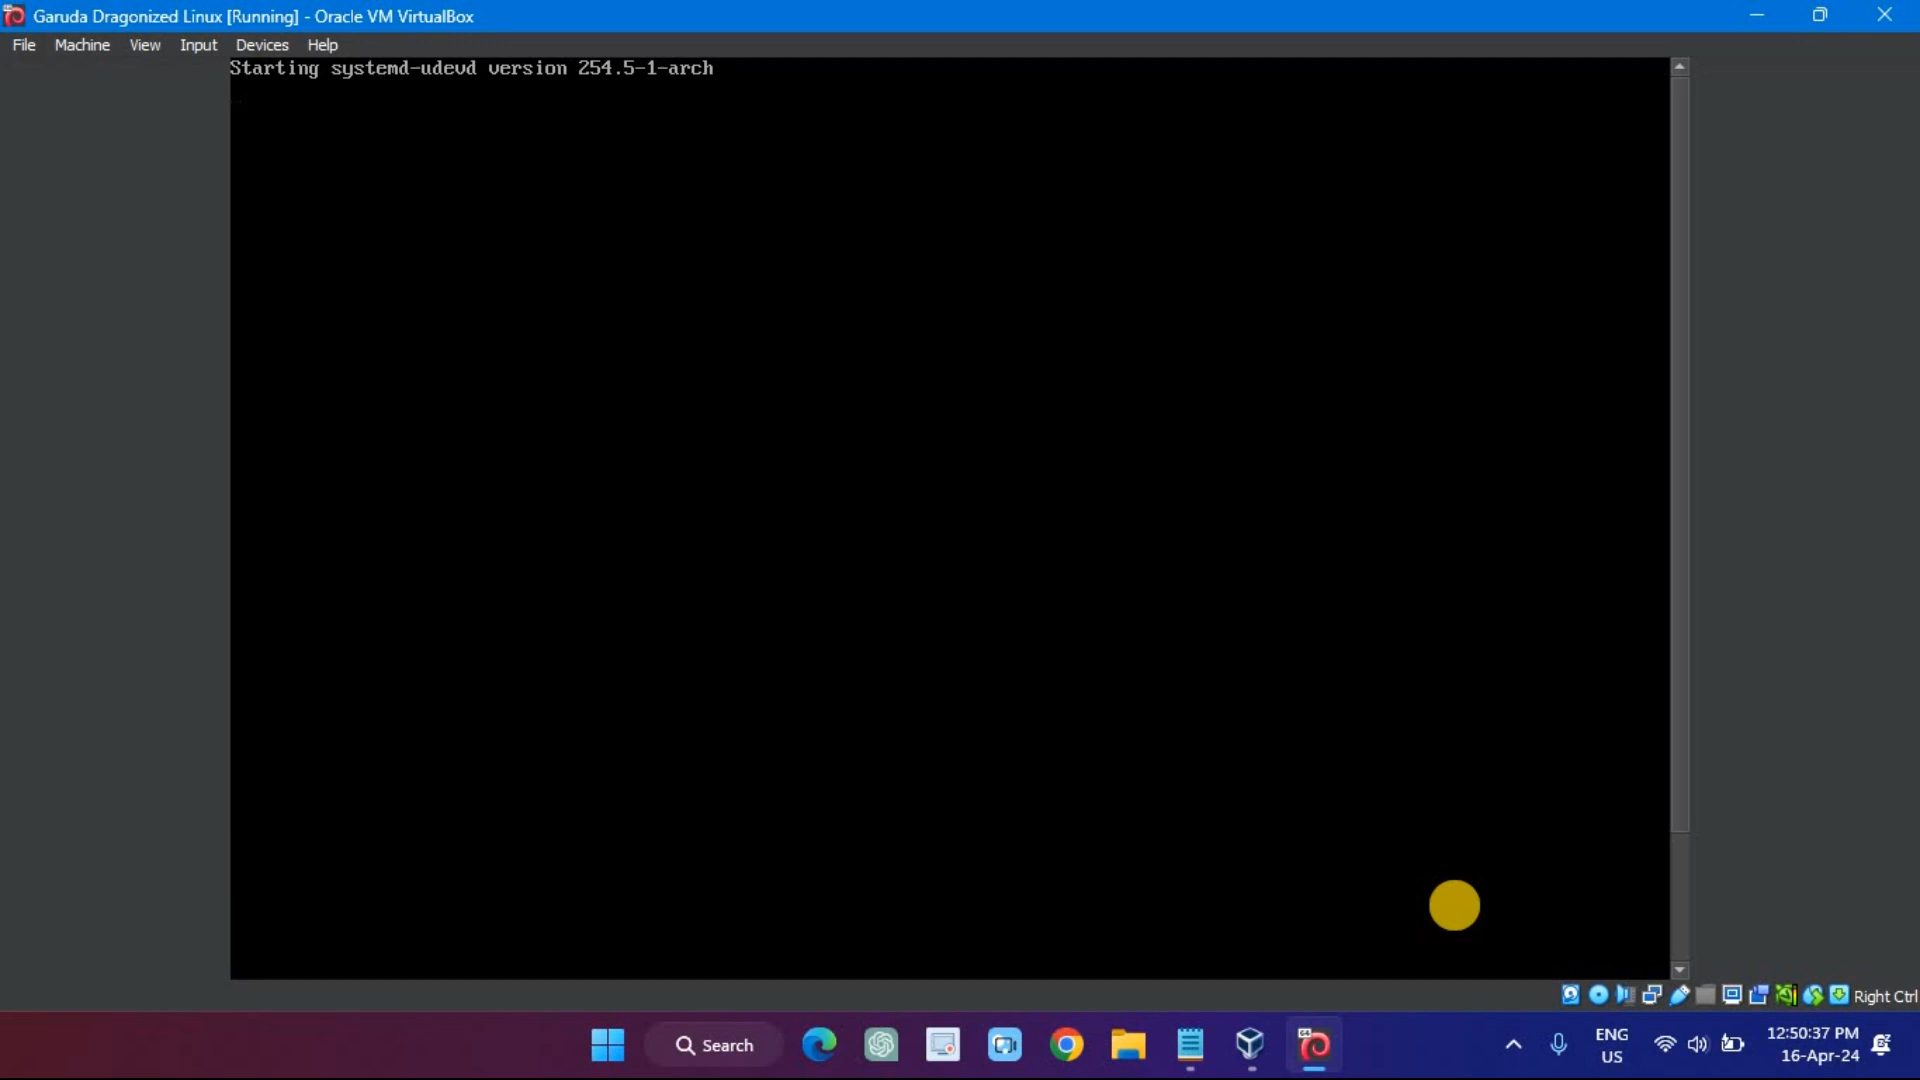 Garuda Dragonized Linux [Running] - Oracle VM VirtualBox
File Machine View Input Devices Help
Starting systemd-udevd version 254.5-1-arch
Right Ctrl
Search
64
ENG
US
12:50:37 PM
16-Apr-24